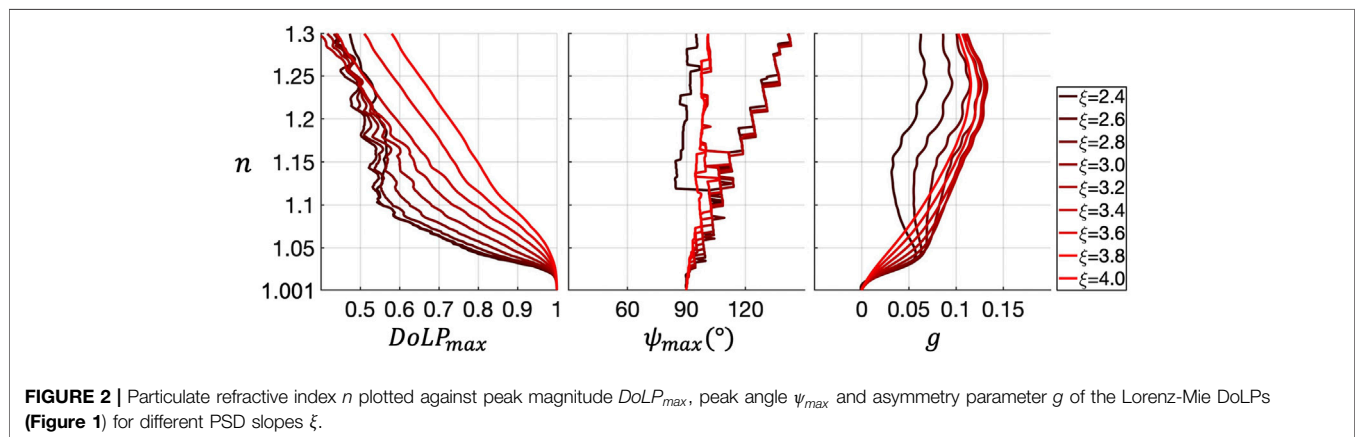 1.3
1.25
1.2
n
1.15
1.1
1.05
1.001
0.5 0.6 0.7 0.8 0.9 1
DoLP_max
60 90 120
ψ_max(°)
0 0.05 0.1 0.15
g
ξ=2.4
ξ=2.6
ξ=2.8
ξ=3.0
ξ=3.2
ξ=3.4
ξ=3.6
ξ=3.8
ξ=4.0
FIGURE 2 | Particulate refractive index n plotted against peak magnitude DoLP_max, peak angle ψ_max and asymmetry parameter g of the Lorenz-Mie DoLPs
(Figure 1) for different PSD slopes ξ.